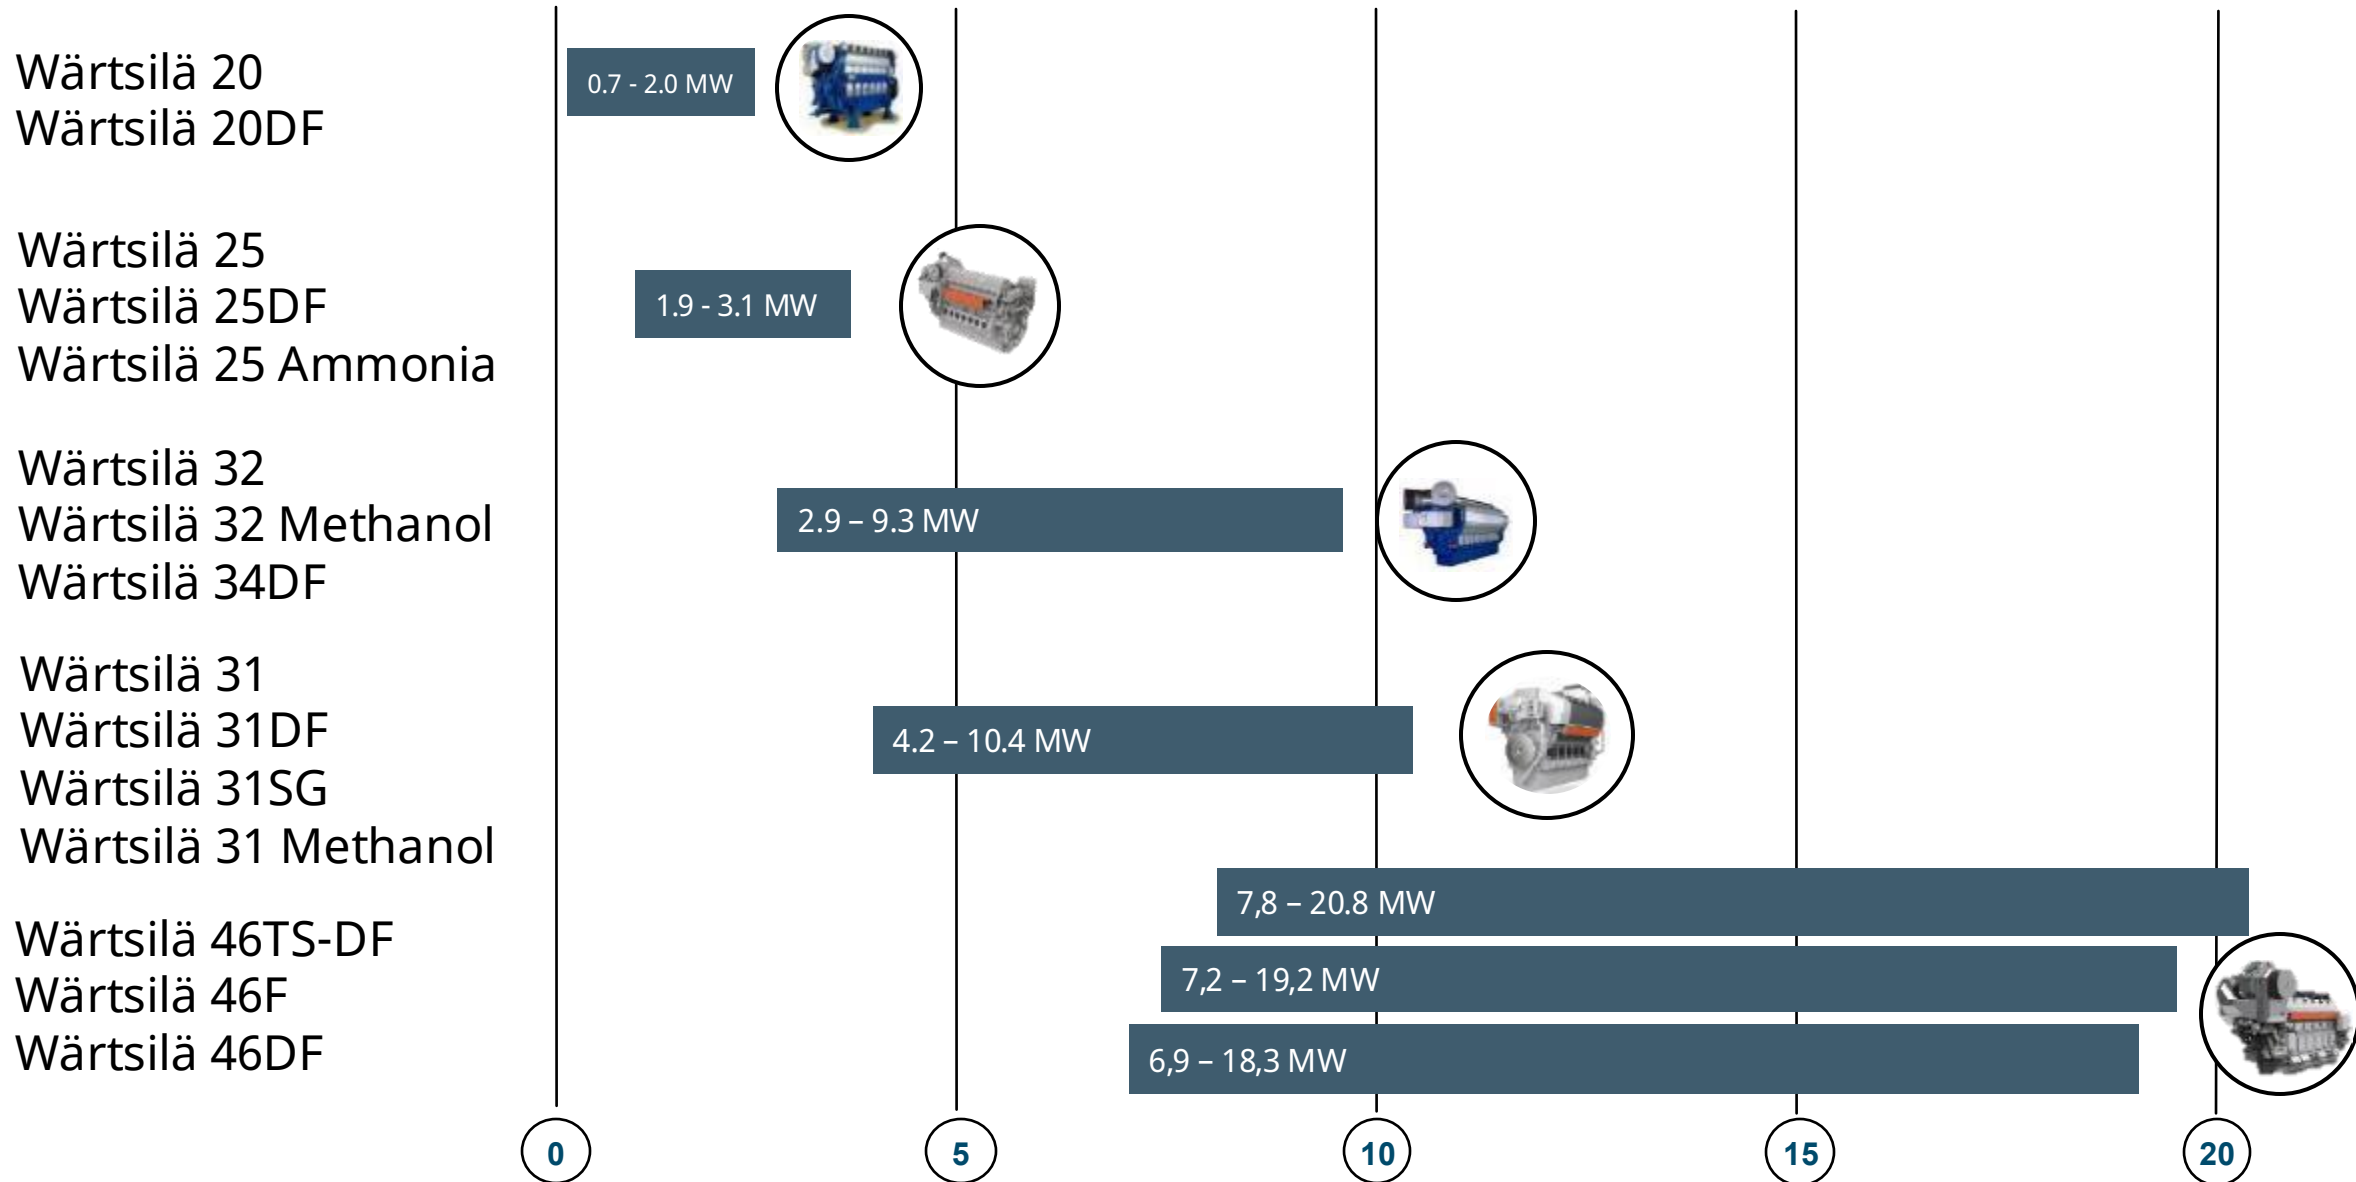 Wärtsilä 20
Wärtsilä 20DF
0.7 - 2.0 MW
Wärtsilä 25
Wärtsilä 25DF
Wärtsilä 25 Ammonia
1.9 - 3.1 MW
Wärtsilä 32
Wärtsilä 32 Methanol
Wärtsilä 34DF
2.9 – 9.3 MW
Wärtsilä 31
Wärtsilä 31DF
Wärtsilä 31SG
Wärtsilä 31 Methanol
4.2 – 10.4 MW
Wärtsilä 46TS-DF
Wärtsilä 46F
Wärtsilä 46DF
7,8 – 20.8 MW
7,2 – 19,2 MW
6,9 – 18,3 MW
0
5
10
15
20